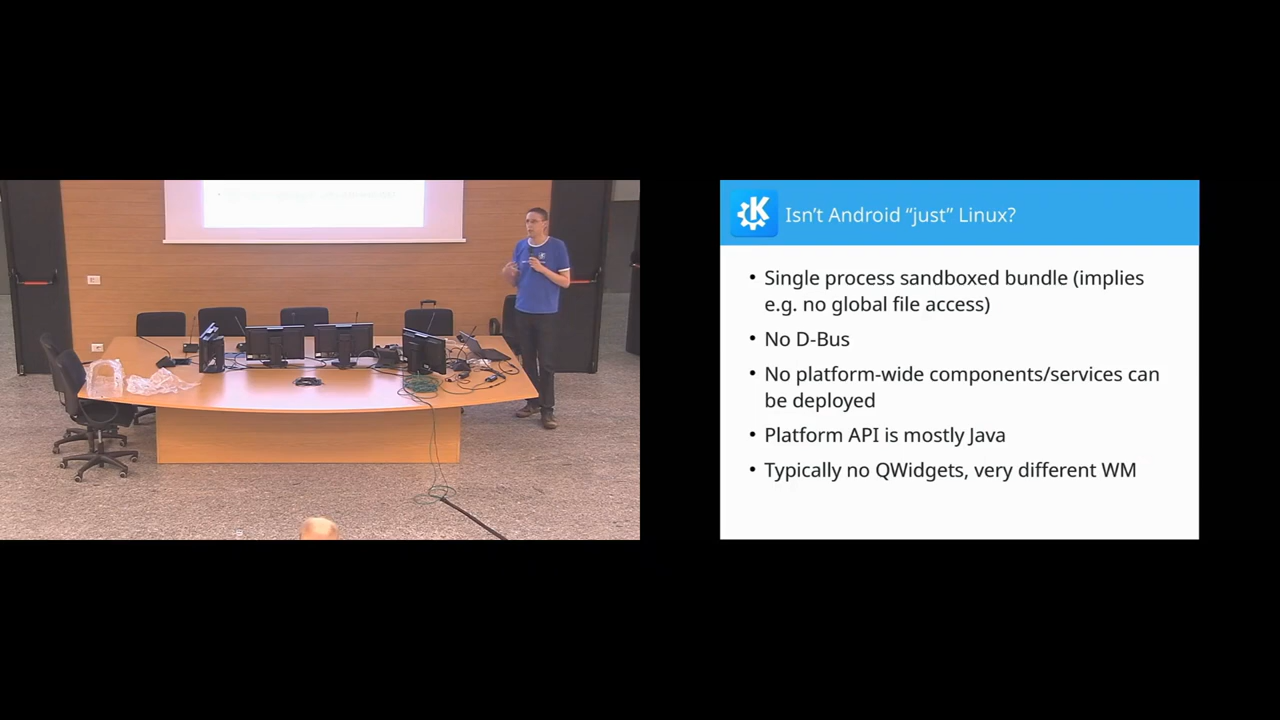 Isn’t Android “just” Linux?
• Single process sandboxed bundle (implies
e.g. no global file access)
• No D-Bus
• No platform-wide components/services can
be deployed
• Platform API is mostly Java
• Typically no QWidgets, very different WM